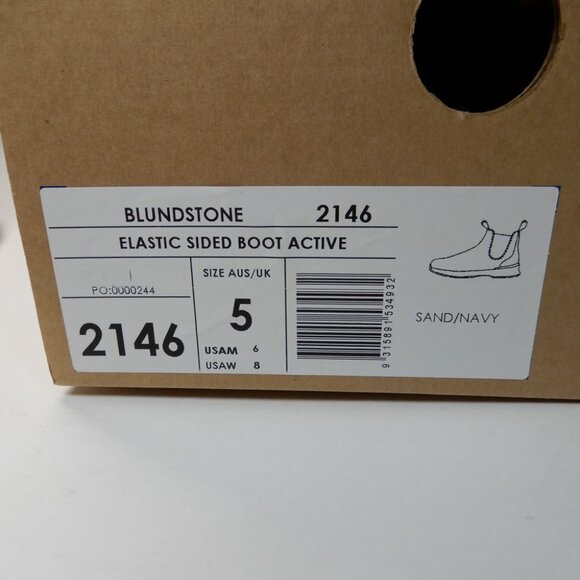 BLUNDSTONE 2146
ELASTIC SIDED BOOT ACTIVE
PO:0000244
2146
SIZE AUS/UK
5
USAM 6
USAW 8
9 315891 534932
SAND/NAVY